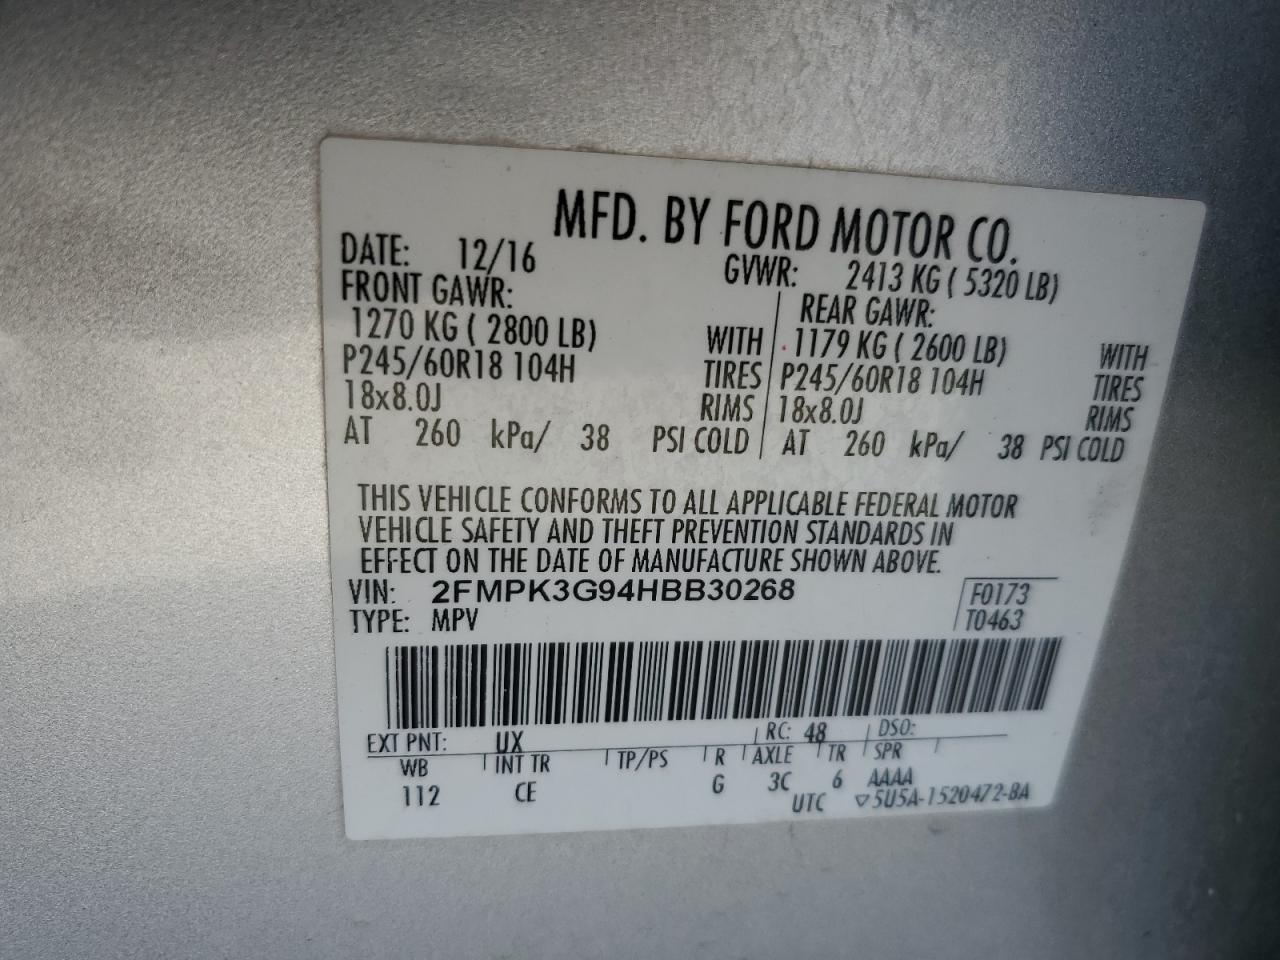 MFD. BY FORD MOTOR CO.
DATE: 12/16 GVWR: 2413 KG ( 5320 LB)
FRONT GAWR: REAR GAWR:
1270 KG ( 2800 LB) WITH 1179 KG ( 2600 LB) WITH
P245/60R18 104H TIRES P245/60R18 104H TIRES
18x8.0J RIMS 18x8.0J RIMS
AT 260 kPa/ 38 PSI COLD AT 260 kPa/ 38 PSI COLD
THIS VEHICLE CONFORMS TO ALL APPLICABLE FEDERAL MOTOR
VEHICLE SAFETY AND THEFT PREVENTION STANDARDS IN
EFFECT ON THE DATE OF MANUFACTURE SHOWN ABOVE.
VIN: 2FMPK3G94HBB30268 F0173
TYPE: MPV T0463
EXT PNT: UX RC: 48 DSO:
WB INT TR TP/PS R AXLE TR SPR
112 CE G 3C 6 AAAA
UTC ▽5U5A-1520472-BA